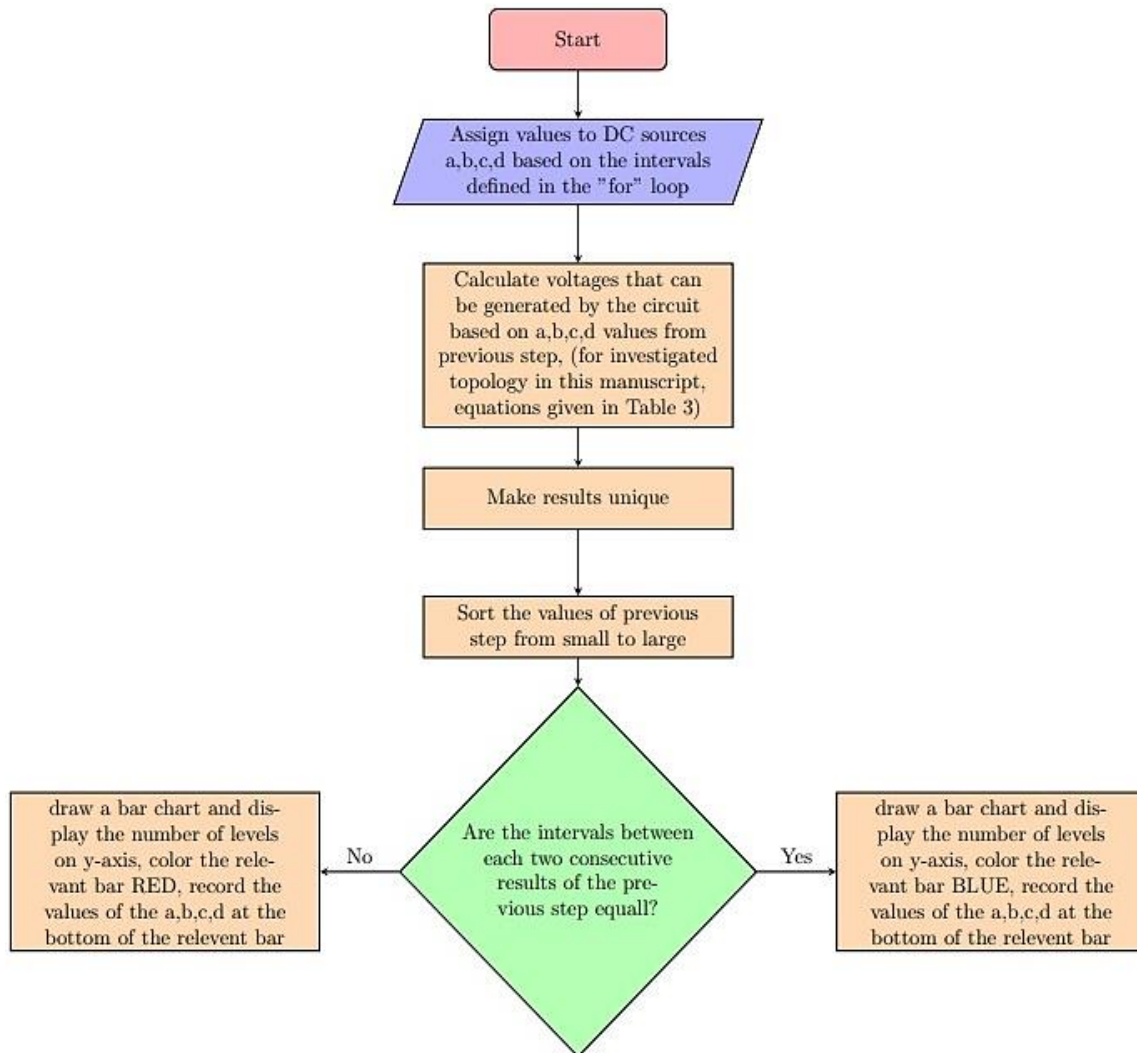 Start
Assign values to DC sources
a,b,c,d based on the intervals
defined in the "for" loop
Calculate voltages that can
be generated by the circuit
based on a,b,c,d values from
previous step, (for investigated
topology in this manuscript,
equations given in Table 3)
Make results unique
Sort the values of previous
step from small to large
Are the intervals between
each two consecutive
results of the pre-
vious step equall?
No
draw a bar chart and dis-
play the number of levels
on y-axis, color the rele-
vant bar RED, record the
values of the a,b,c,d at the
bottom of the relevent bar
Yes
draw a bar chart and dis-
play the number of levels
on y-axis, color the rele-
vant bar BLUE, record the
values of the a,b,c,d at the
bottom of the relevent bar